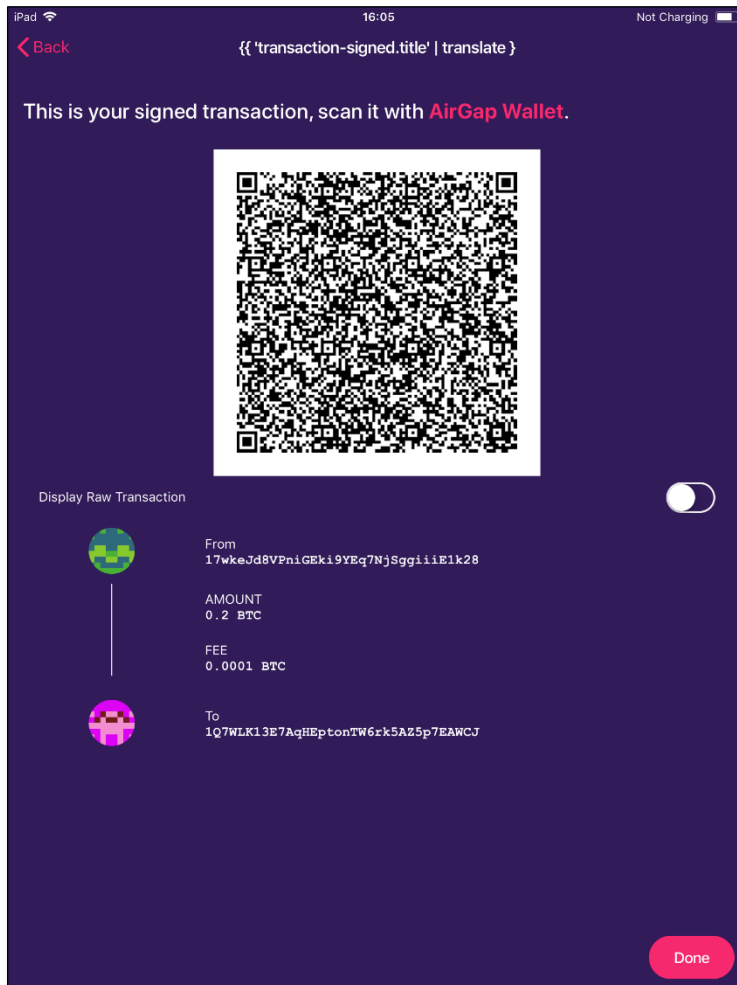 iPad 16:05 Not Charging
Back {{ 'transaction-signed.title' | translate }
This is your signed transaction, scan it with AirGap Wallet.
Display Raw Transaction
From
17wkeJd8VPniGEki9YEq7NjSggiiiE1k28
AMOUNT
0.2 BTC
FEE
0.0001 BTC
To
1Q7WLK13E7AqHEptonTW6rk5AZ5p7EAWCJ
Done